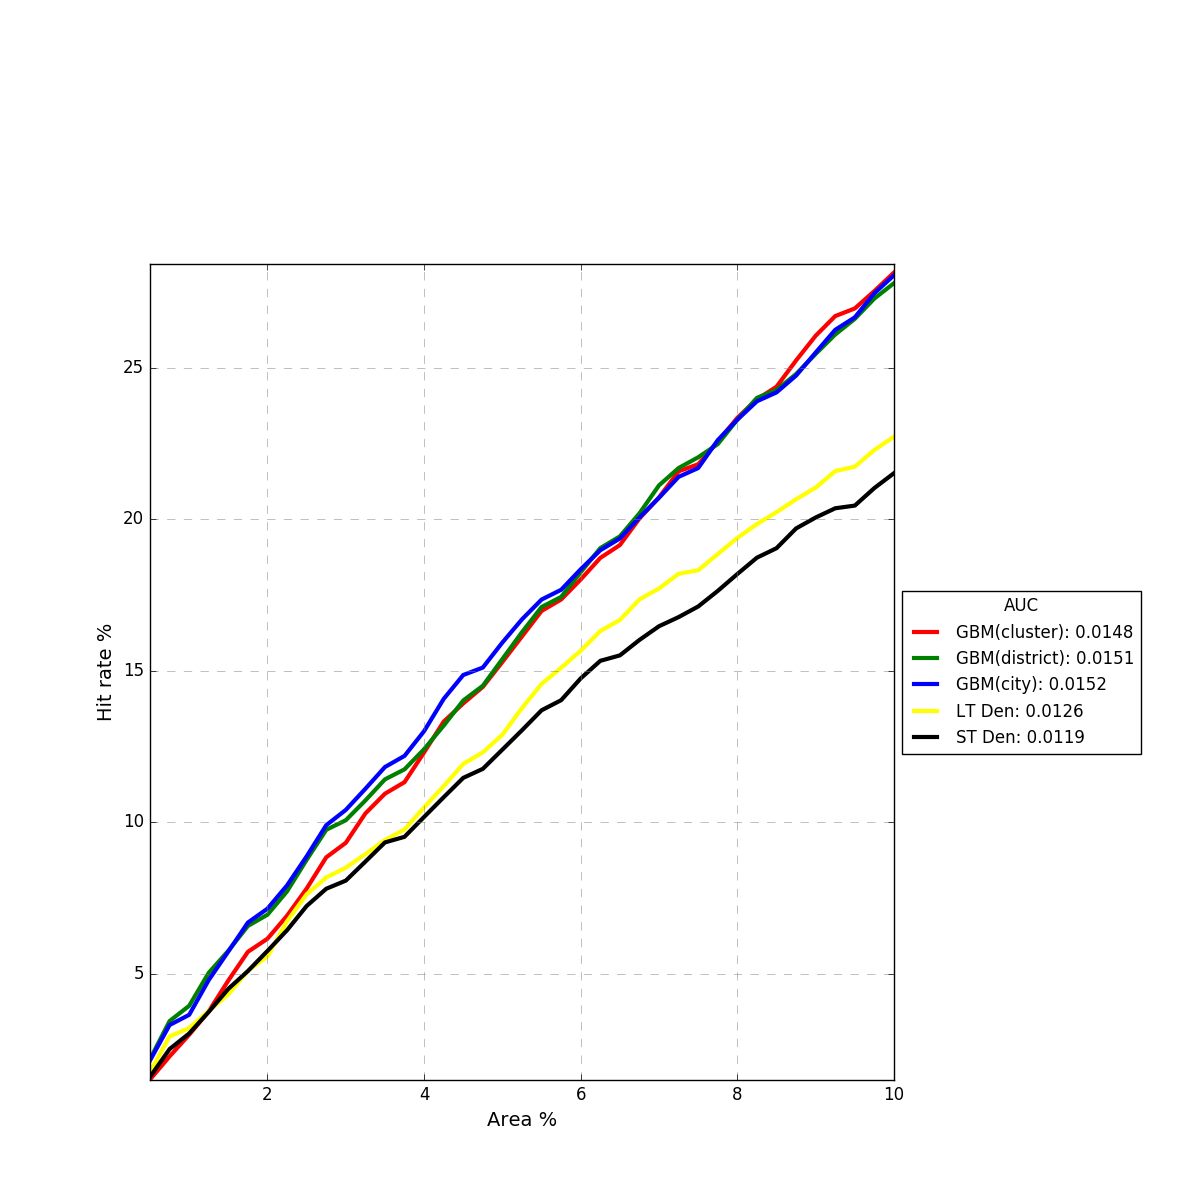 25
20
15
10
5
Hit rate %
2 4 6 8 10
Area %
AUC
GBM(cluster): 0.0148
GBM(district): 0.0151
GBM(city): 0.0152
LT Den: 0.0126
ST Den: 0.0119